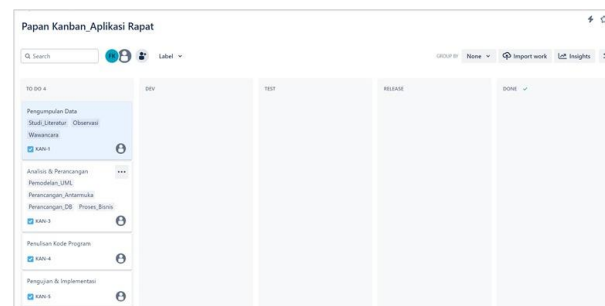 Papan Kanban_Aplikasi Rapat
Search
Label
GROUP BY None Import work Insights
TO DO 4 DEV TEST RELEASE DONE
Pengumpulan Data
Studi_Literatur Observasi
Wawancara
KAN-1
Analisis & Perancangan
Pemodelan_UML
Perancangan_Antarmuka
Perancangan_DB Proses_Bisnis
KAN-3
Penulisan Kode Program
KAN-4
Pengujian & Implementasi
KAN-5